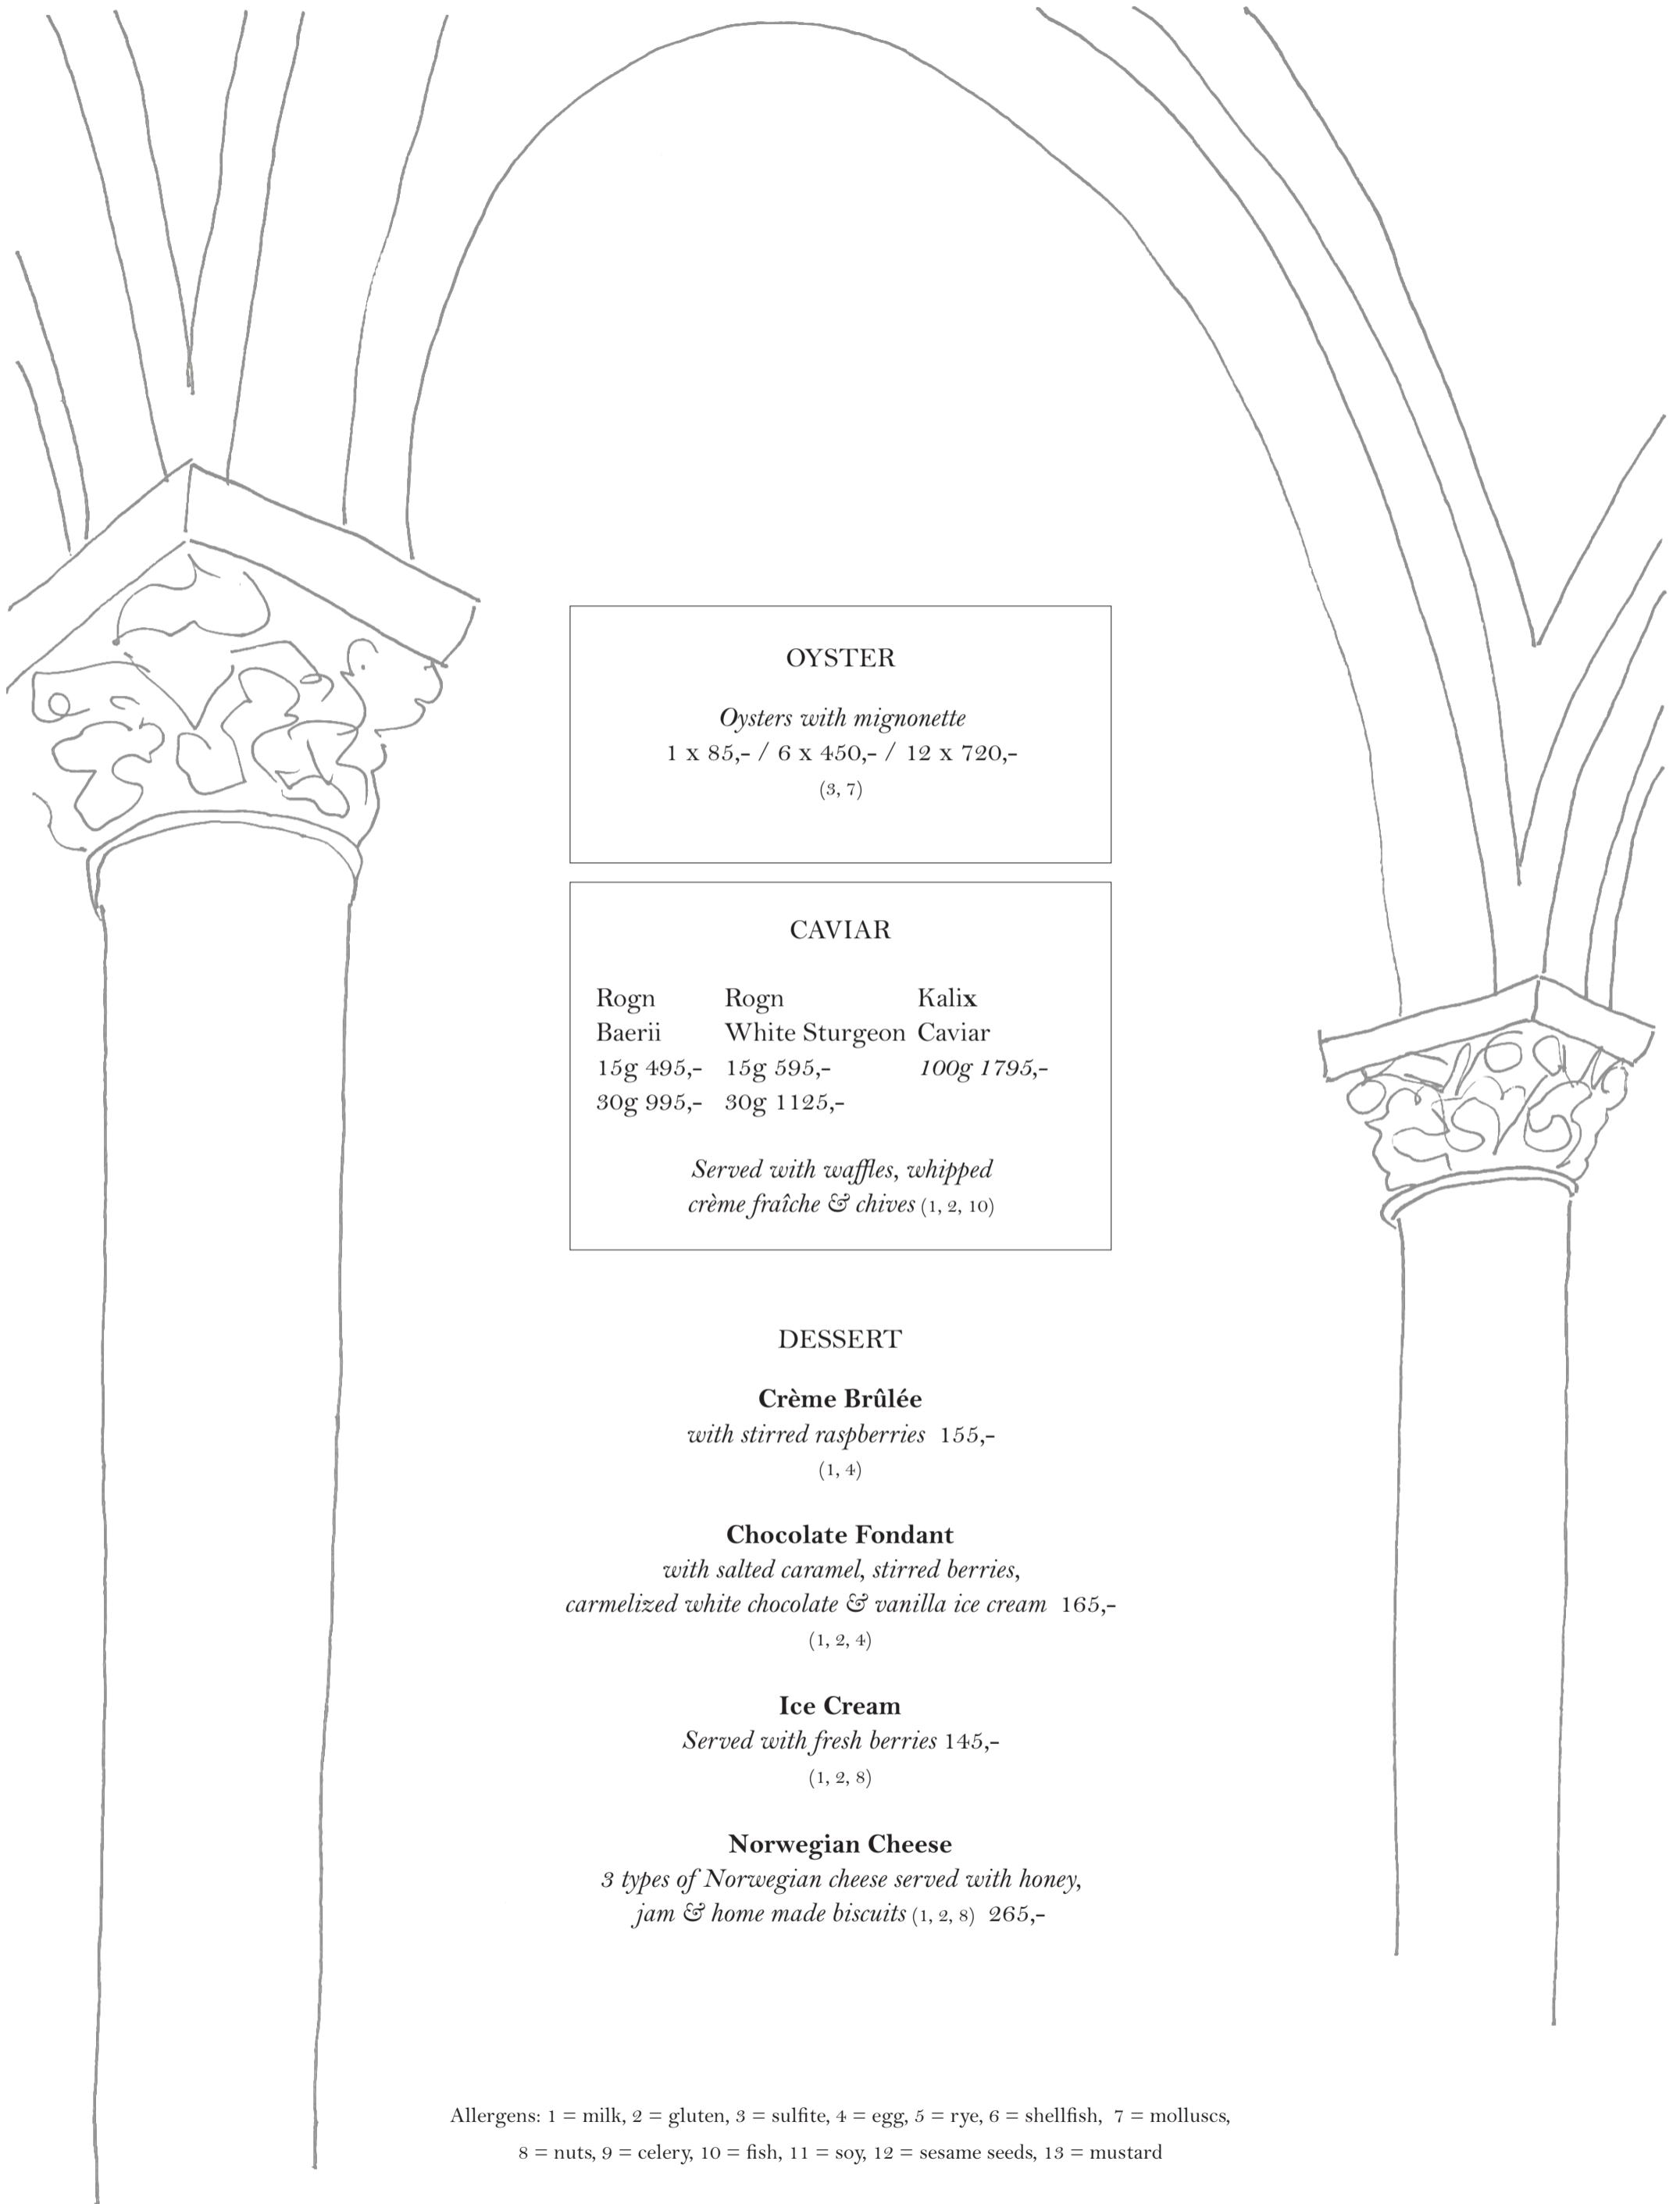 OYSTER
Oysters with mignonette
1 x 85,- / 6 x 450,- / 12 x 720,-
(3, 7)
CAVIAR
Rogn
Baerii
15g 495,-
30g 995,-
Rogn
White Sturgeon
15g 595,-
30g 1125,-
Kalix
Caviar
100g 1795,-
Served with waffles, whipped
crème fraîche & chives (1, 2, 10)
DESSERT
Crème Brûlée
with stirred raspberries 155,-
(1, 4)
Chocolate Fondant
with salted caramel, stirred berries,
carmelized white chocolate & vanilla ice cream 165,-
(1, 2, 4)
Ice Cream
Served with fresh berries 145,-
(1, 2, 8)
Norwegian Cheese
3 types of Norwegian cheese served with honey,
jam & home made biscuits (1, 2, 8) 265,-
Allergens: 1 = milk, 2 = gluten, 3 = sulfite, 4 = egg, 5 = rye, 6 = shellfish, 7 = molluscs,
8 = nuts, 9 = celery, 10 = fish, 11 = soy, 12 = sesame seeds, 13 = mustard